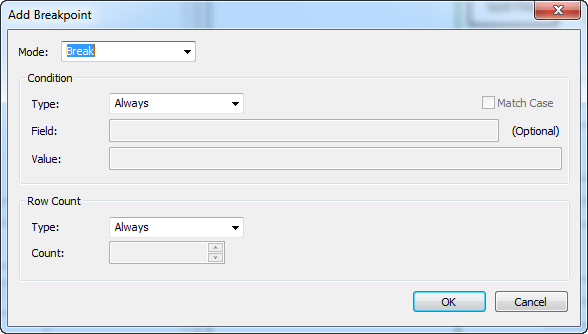 Add Breakpoint
Mode: Break
Condition
Type: Always Match Case
Field: (Optional)
Value:
Row Count
Type: Always
Count:
OK Cancel